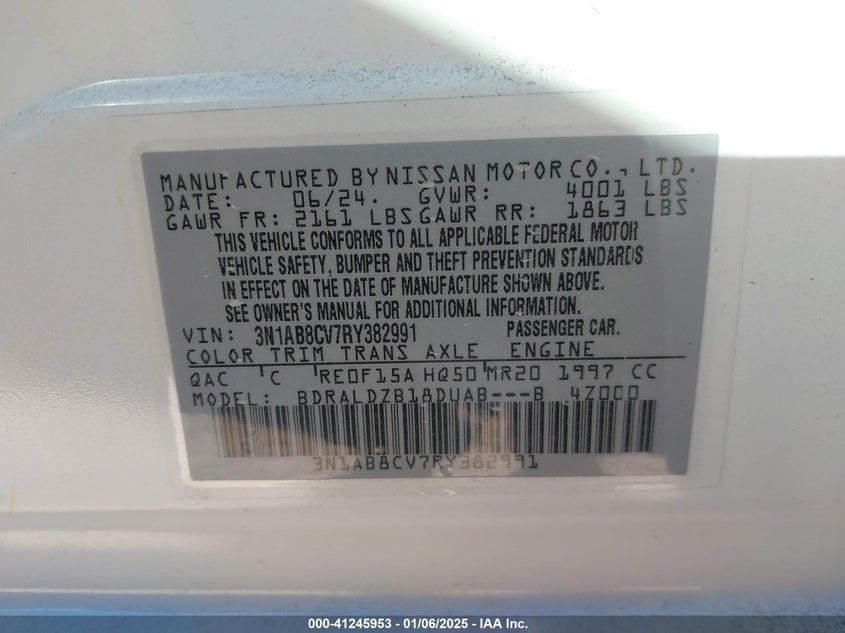 MANUFACTURED BY NISSAN MOTOR CO., LTD.
DATE: 06/24. GVWR: 4001 LBS
GAWR FR: 2161 LBS GAWR RR: 1863 LBS
THIS VEHICLE CONFORMS TO ALL APPLICABLE FEDERAL MOTOR
VEHICLE SAFETY, BUMPER AND THEFT PREVENTION STANDARDS
IN EFFECT ON THE DATE OF MANUFACTURE SHOWN ABOVE.
SEE OWNER'S MANUAL FOR ADDITIONAL INFORMATION.
VIN: 3N1AB8CV7RY382991 PASSENGER CAR.
COLOR TRIM TRANS AXLE ENGINE
QAC C RE0F15A HQ50 MR20 1997 CC
MODEL: BDRALDZB18DUAB---B 4Z000
3N1AB8CV7RY382991
000-41245953 - 01/06/2025 - IAA Inc.